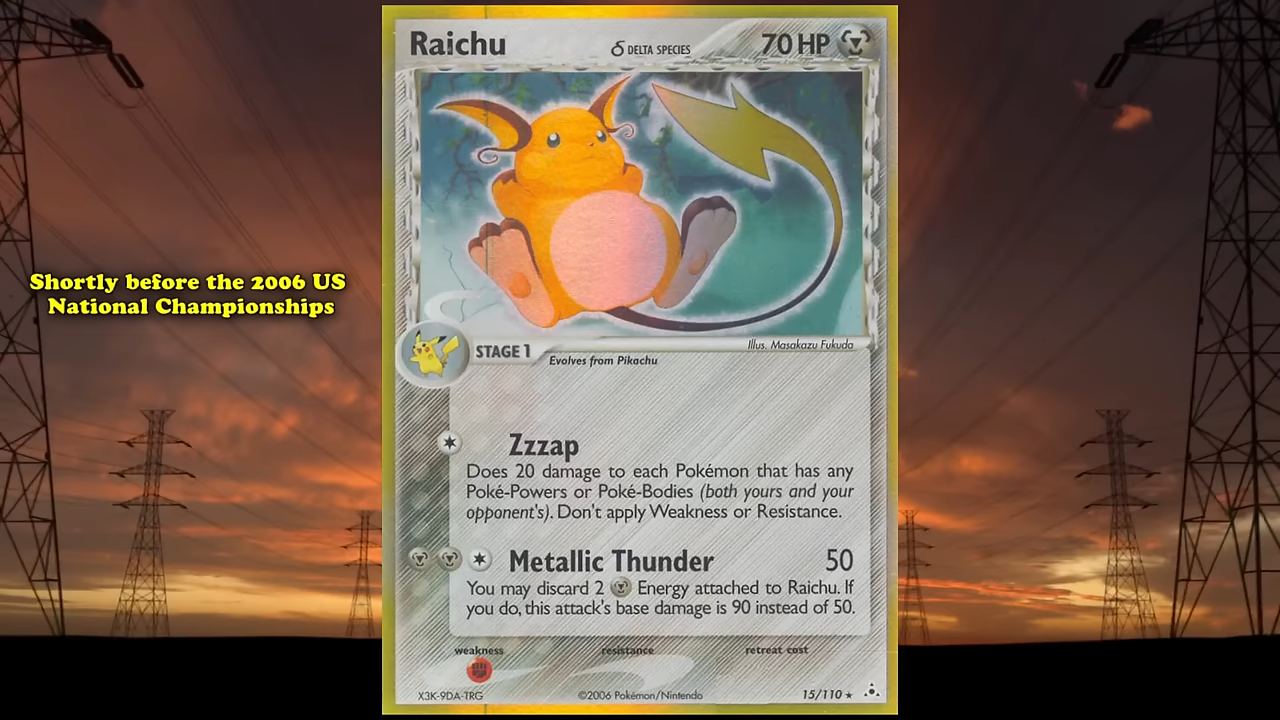 Shortly before the 2006 US
National Championships
Raichu
δ DELTA SPECIES
70 HP
Illus. Masakazu Fukuda
STAGE 1
Evolves from Pikachu
Zzzap
Does 20 damage to each Pokémon that has any
Poké-Powers or Poké-Bodies (both yours and your
opponent's). Don't apply Weakness or Resistance.
Metallic Thunder 50
You may discard 2 Energy attached to Raichu. If
you do, this attack's base damage is 90 instead of 50.
weakness resistance retreat cost
X3K-9DA-TRG ©2006 Pokémon/Nintendo 15/110 ★